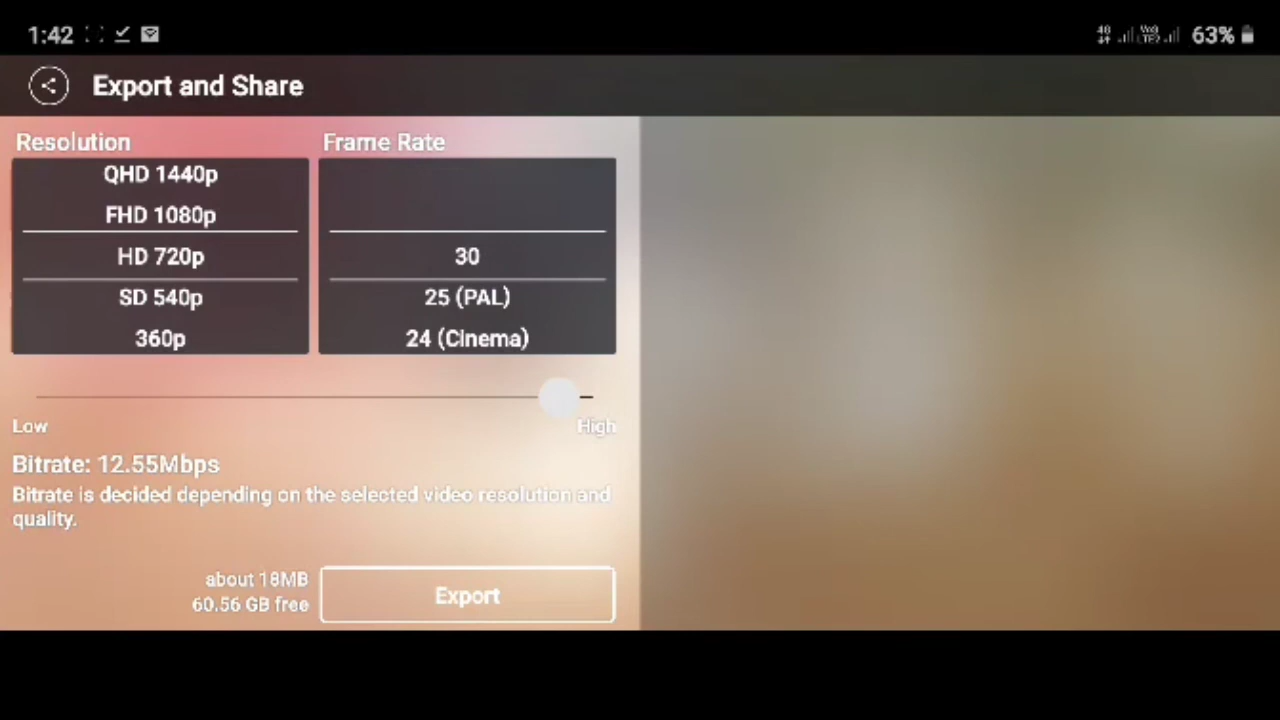 1:42
63%
Export and Share
Resolution
Frame Rate
QHD 1440p
FHD 1080p
HD 720p
SD 540p
360p
30
25 (PAL)
24 (Cinema)
Low
High
Bitrate: 12.55Mbps
Bitrate is decided depending on the selected video resolution and
quality.
about 18MB
60.56 GB free
Export